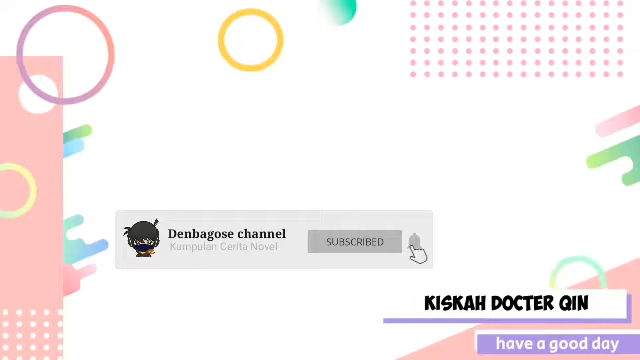 Denbagose channel
Kumpulan Cerita Novel
SUBSCRIBED
KISKAH DOCTER QIN
have a good day